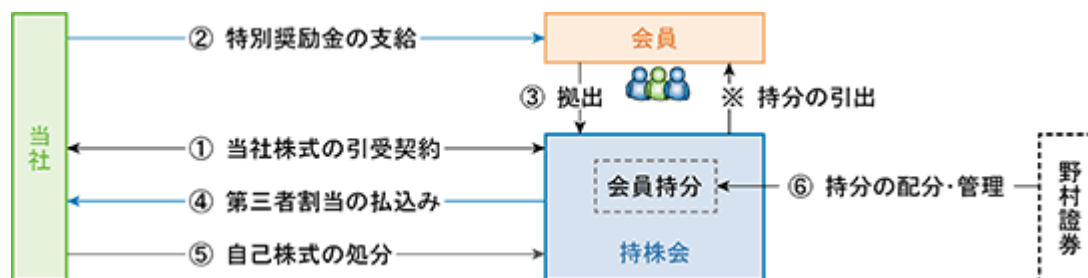 ② 特別奨励金の支給
会員
③ 拠出
※ 持分の引出
当社
① 当社株式の引受契約
会員持分
⑥ 持分の配分・管理
野村證券
④ 第三者割当の払込み
⑤ 自己株式の処分
持株会